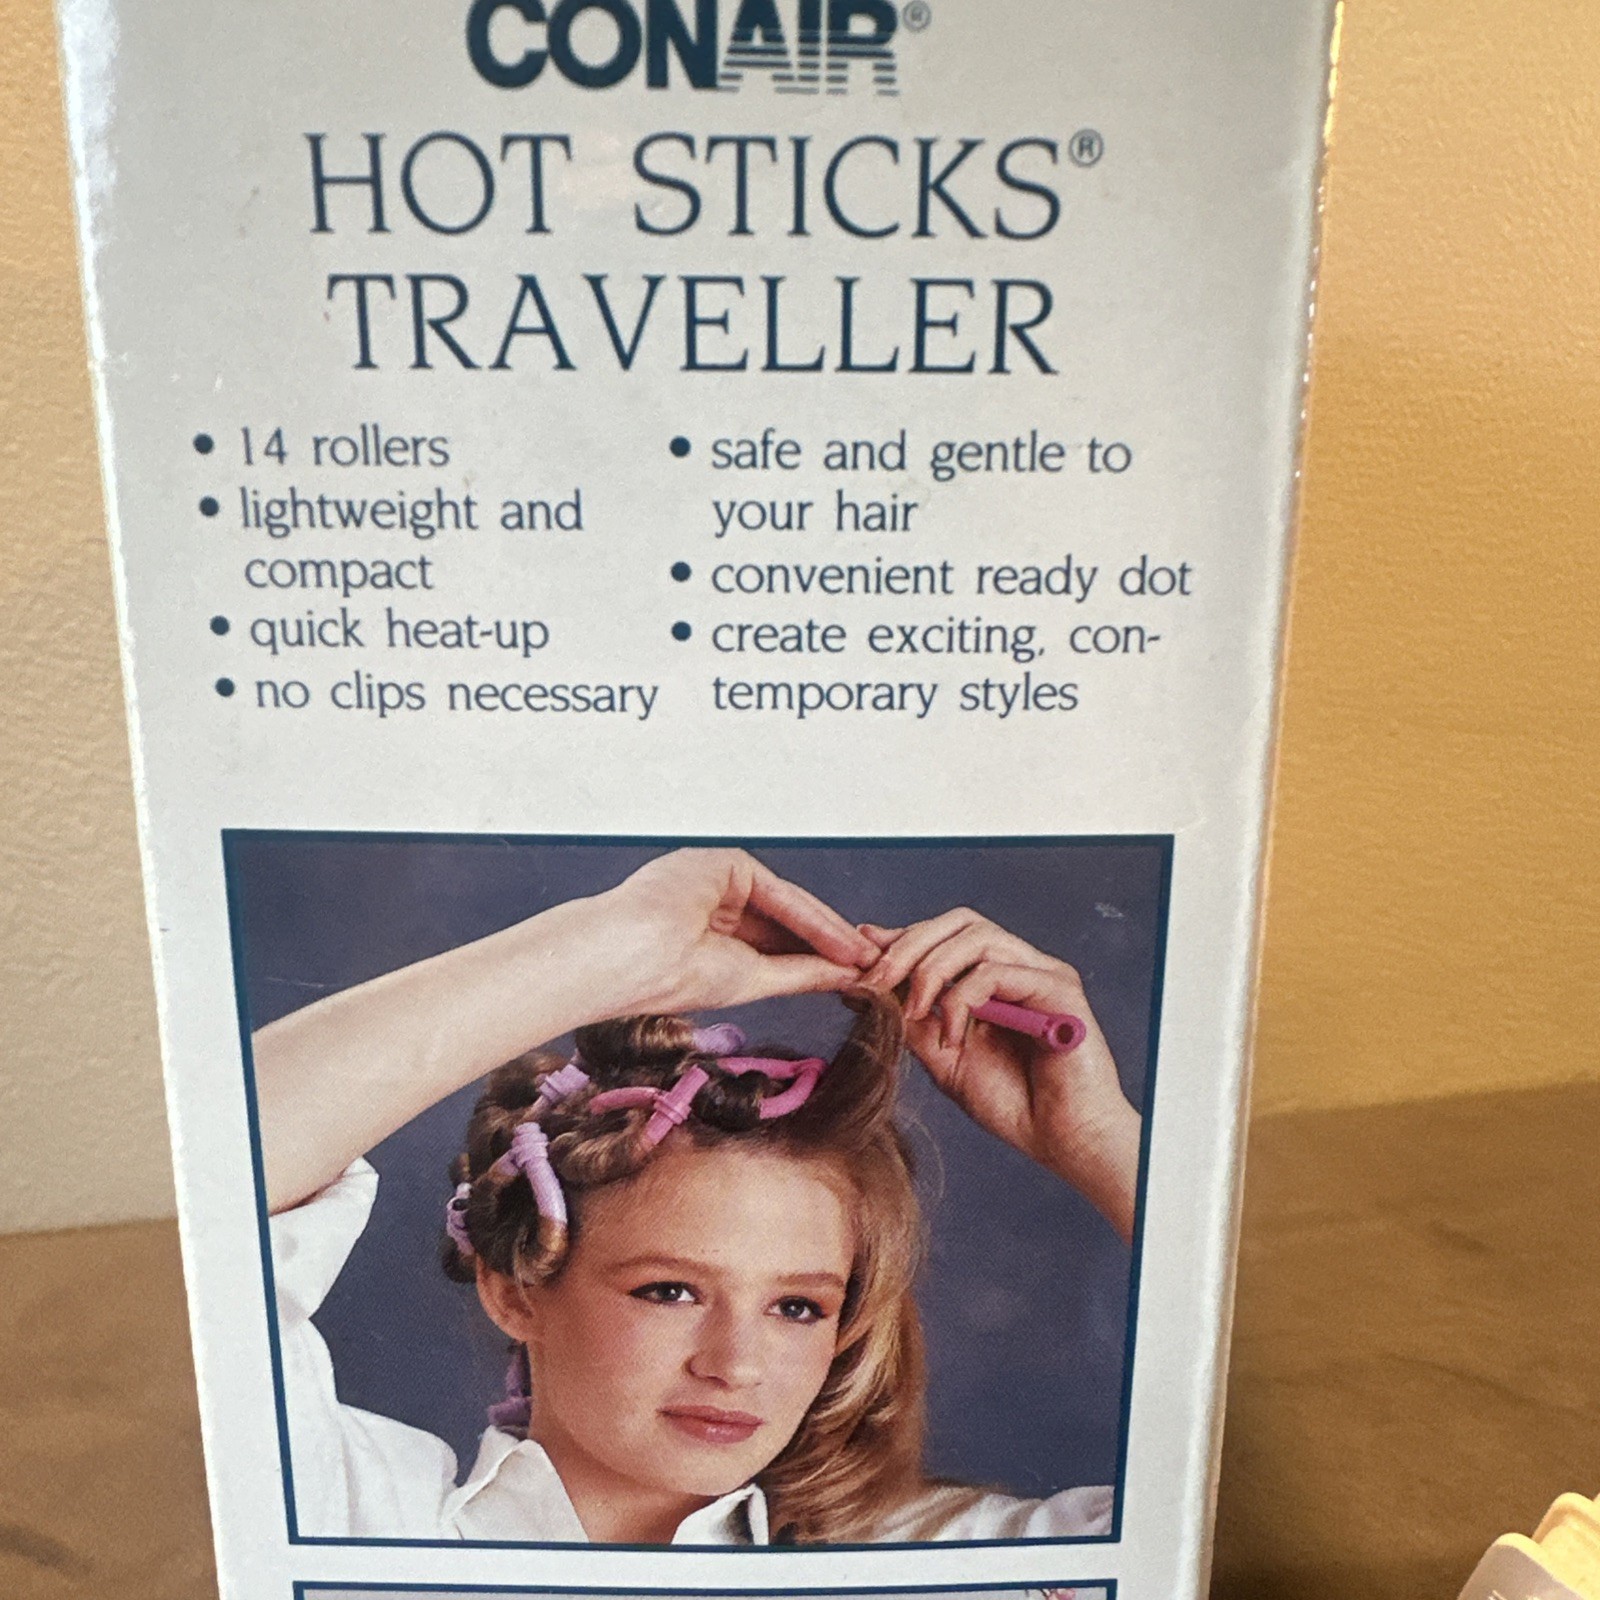 CONAIR®
HOT STICKS®
TRAVELLER
• 14 rollers
• lightweight and
compact
• quick heat-up
• no clips necessary
• safe and gentle to
your hair
• convenient ready dot
• create exciting, con-
temporary styles